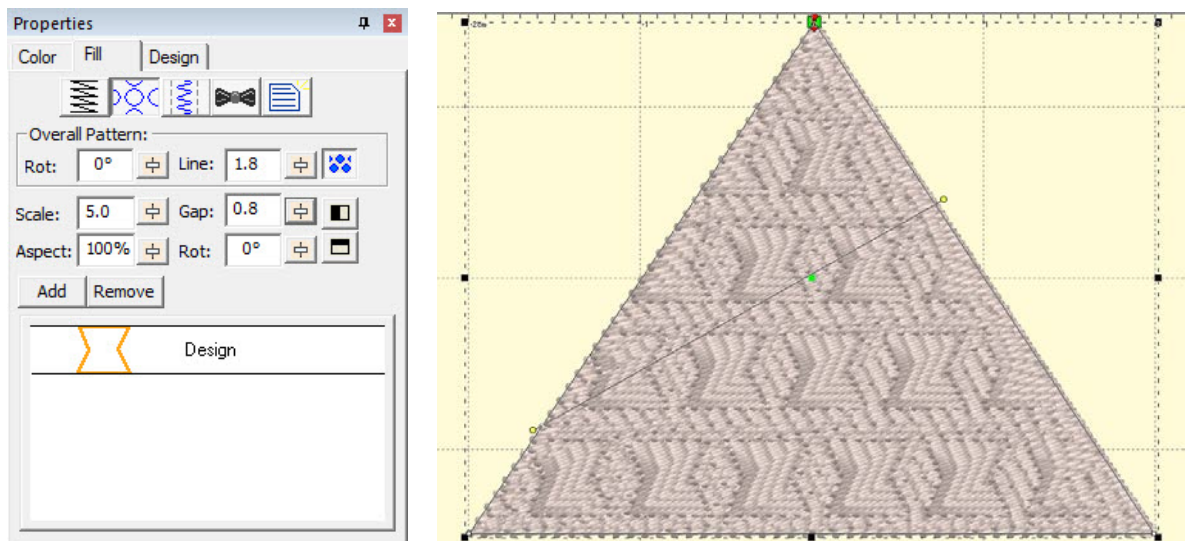 Properties
Color Fill Design
Overall Pattern:
Rot: 0° Line: 1.8
Scale: 5.0 Gap: 0.8
Aspect: 100% Rot: 0°
Add Remove
Design